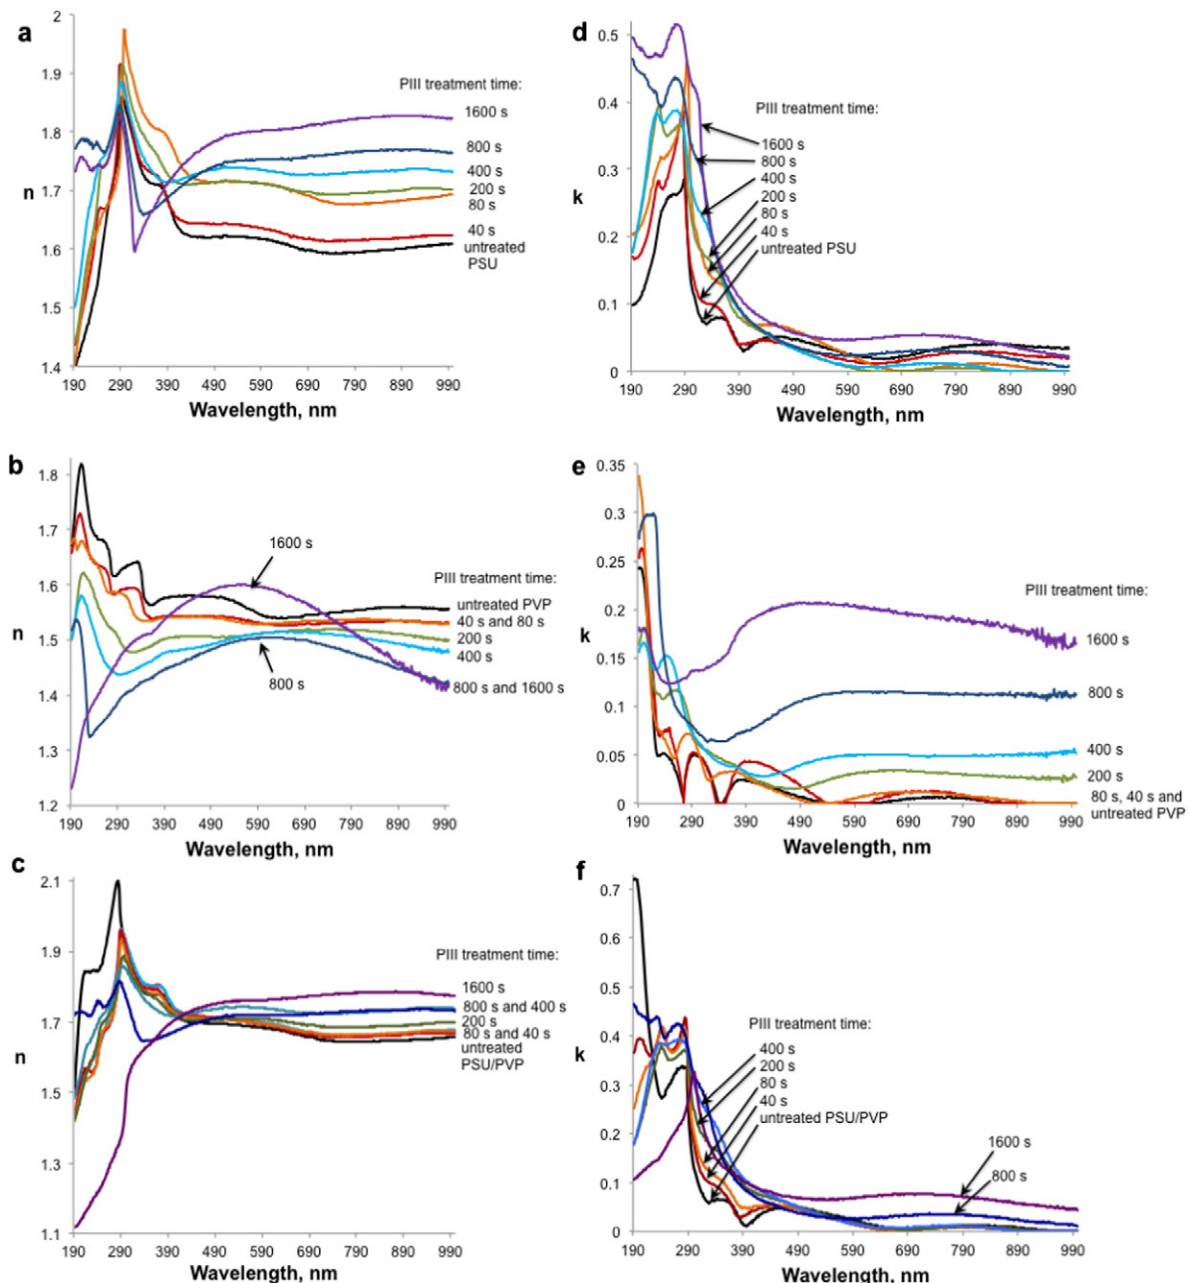 a
2
1.9
1.8
1.7
1.6
1.5
1.4
n
190 290 390 490 590 690 790 890 990
Wavelength, nm
PIII treatment time:
1600 s
800 s
400 s
200 s
80 s
40 s
untreated
PSU
d
0.5
0.4
0.3
0.2
0.1
0
k
190 290 390 490 590 690 790 890 990
Wavelength, nm
PIII treatment time:
1600 s
800 s
400 s
200 s
80 s
40 s
untreated PSU
b
1.8
1.7
1.6
1.5
1.4
1.3
1.2
n
190 290 390 490 590 690 790 890 990
Wavelength, nm
1600 s
800 s
PIII treatment time:
untreated PVP
40 s and 80 s
200 s
400 s
800 s and 1600 s
e
0.35
0.3
0.25
0.2
0.15
0.1
0.05
0
k
190 290 390 490 590 690 790 890 990
Wavelength, nm
PIII treatment time:
1600 s
800 s
400 s
200 s
80 s, 40 s and
untreated PVP
c
2.1
1.9
1.7
1.5
1.3
1.1
n
190 290 390 490 590 690 790 890 990
Wavelength, nm
PIII treatment time:
1600 s
800 s and 400 s
200 s
80 s and 40 s
untreated
PSU/PVP
f
0.7
0.6
0.5
0.4
0.3
0.2
0.1
0
k
190 290 390 490 590 690 790 890 990
Wavelength, nm
PIII treatment time:
400 s
200 s
80 s
40 s
untreated PSU/PVP
1600 s
800 s